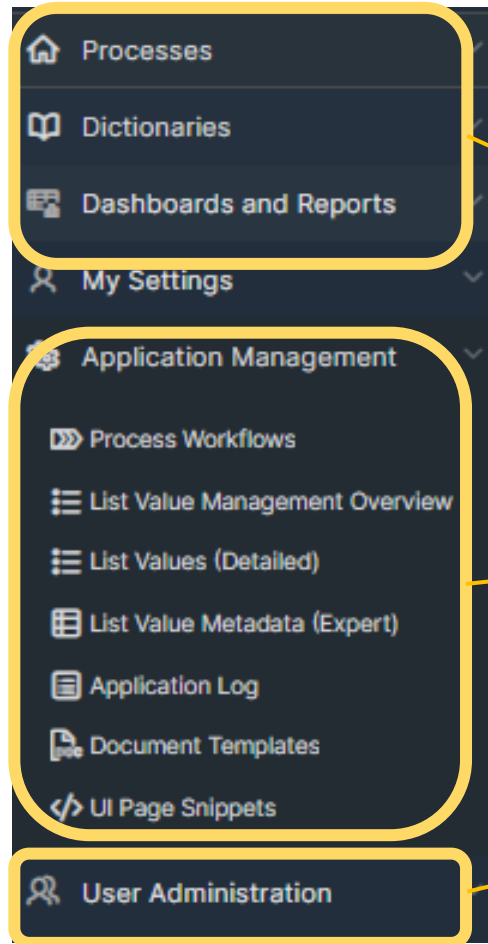 Processes
Dictionaries
Dashboards and Reports
My Settings
Application Management
Process Workflows
List Value Management Overview
List Values (Detailed)
List Value Metadata (Expert)
Application Log
Document Templates
UI Page Snippets
User Administration